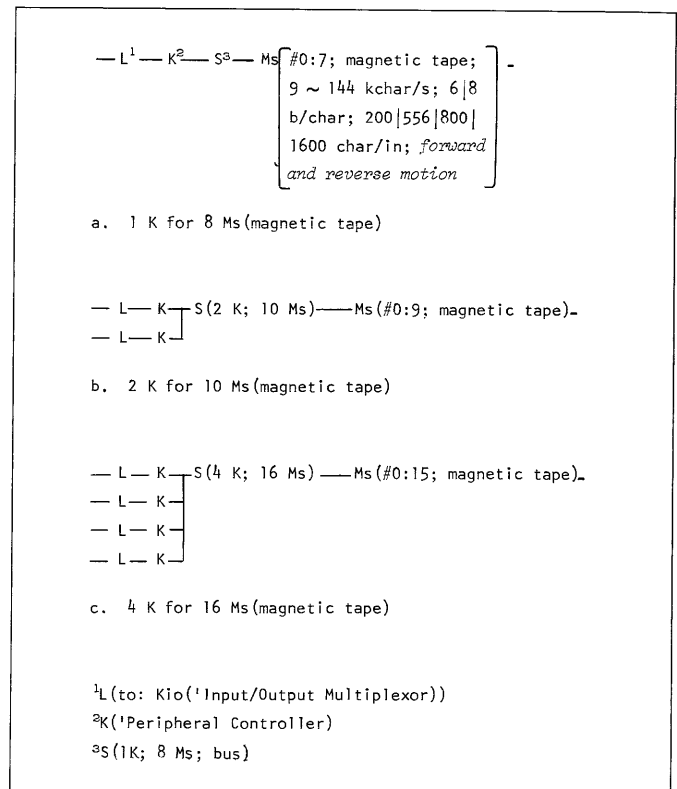 — L¹ — K² — S³ — Ms[#0:7; magnetic tape;
9 ~ 144 kchar/s; 6|8
b/char; 200|556|800|
1600 char/in; forward
and reverse motion] -
a. 1 K for 8 Ms(magnetic tape)
— L — K — S(2 K; 10 Ms) — Ms(#0:9; magnetic tape)-
— L — K
b. 2 K for 10 Ms(magnetic tape)
— L — K — S(4 K; 16 Ms) — Ms(#0:15; magnetic tape)-
— L — K
— L — K
— L — K
c. 4 K for 16 Ms(magnetic tape)
¹L(to: Kio('Input/Output Multiplexor))
²K('Peripheral Controller)
³S(1K; 8 Ms; bus)